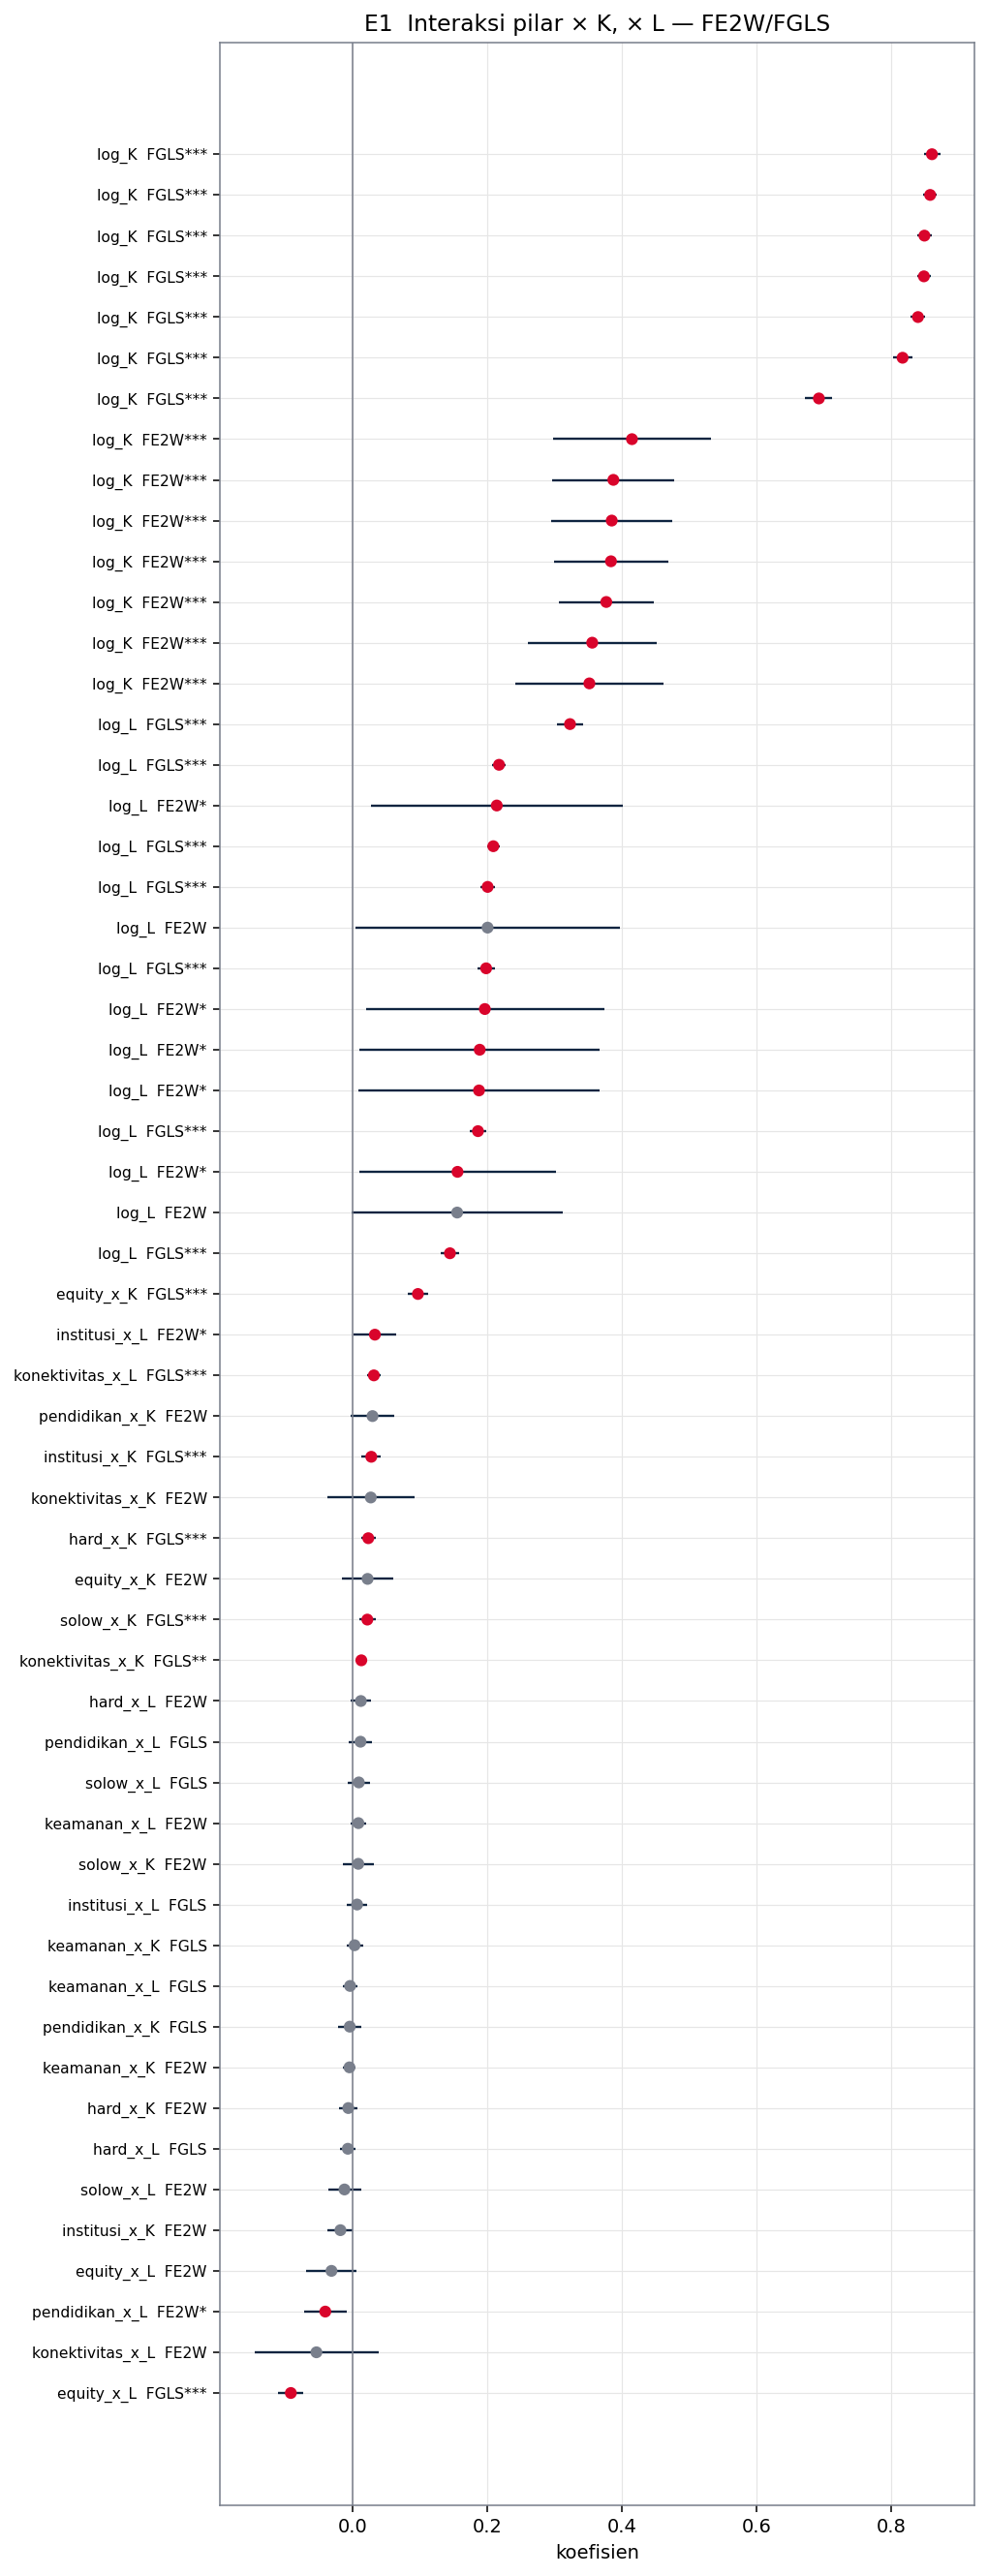 E1  Interaksi pilar × K, × L — FE2W/FGLS
log_K  FGLS***
log_K  FGLS***
log_K  FGLS***
log_K  FGLS***
log_K  FGLS***
log_K  FGLS***
log_K  FGLS***
log_K  FE2W***
log_K  FE2W***
log_K  FE2W***
log_K  FE2W***
log_K  FE2W***
log_K  FE2W***
log_K  FE2W***
log_L  FGLS***
log_L  FGLS***
log_L  FE2W*
log_L  FGLS***
log_L  FGLS***
log_L  FE2W
log_L  FGLS***
log_L  FE2W*
log_L  FE2W*
log_L  FE2W*
log_L  FGLS***
log_L  FE2W*
log_L  FE2W
log_L  FGLS***
equity_x_K  FGLS***
institusi_x_L  FE2W*
konektivitas_x_L  FGLS***
pendidikan_x_K  FE2W
institusi_x_K  FGLS***
konektivitas_x_K  FE2W
hard_x_K  FGLS***
equity_x_K  FE2W
solow_x_K  FGLS***
konektivitas_x_K  FGLS**
hard_x_L  FE2W
pendidikan_x_L  FGLS
solow_x_L  FGLS
keamanan_x_L  FE2W
solow_x_K  FE2W
institusi_x_L  FGLS
keamanan_x_K  FGLS
keamanan_x_L  FGLS
pendidikan_x_K  FGLS
keamanan_x_K  FE2W
hard_x_K  FE2W
hard_x_L  FGLS
solow_x_L  FE2W
institusi_x_K  FE2W
equity_x_L  FE2W
pendidikan_x_L  FE2W*
konektivitas_x_L  FE2W
equity_x_L  FGLS***
0.0 0.2 0.4 0.6 0.8
koefisien